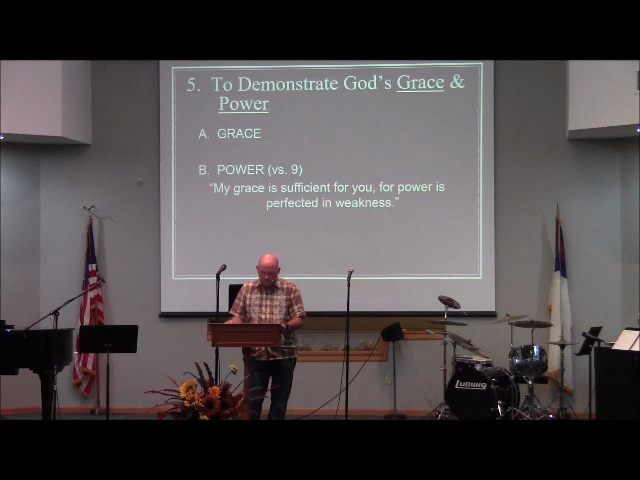 5. To Demonstrate God's Grace &
Power
A. GRACE
B. POWER (vs. 9)
"My grace is sufficient for you, for power is
perfected in weakness."
LUDWIG